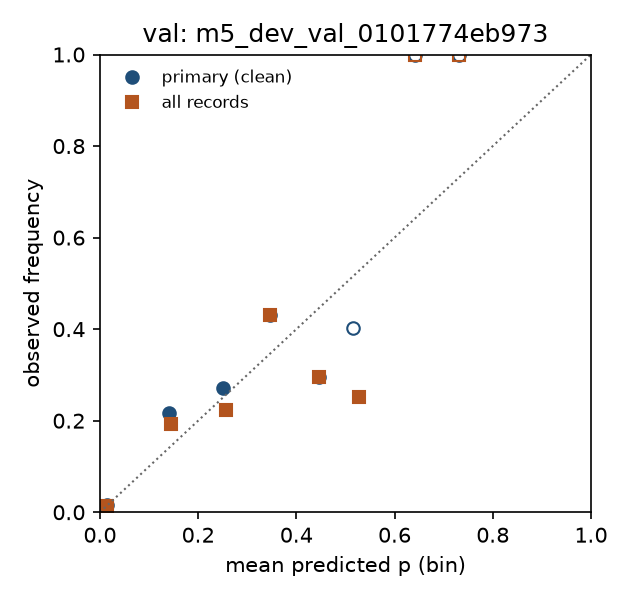 val: m5_dev_val_0101774eb973
primary (clean)
all records
observed frequency
1.0
0.8
0.6
0.4
0.2
0.0
0.0 0.2 0.4 0.6 0.8 1.0
mean predicted p (bin)